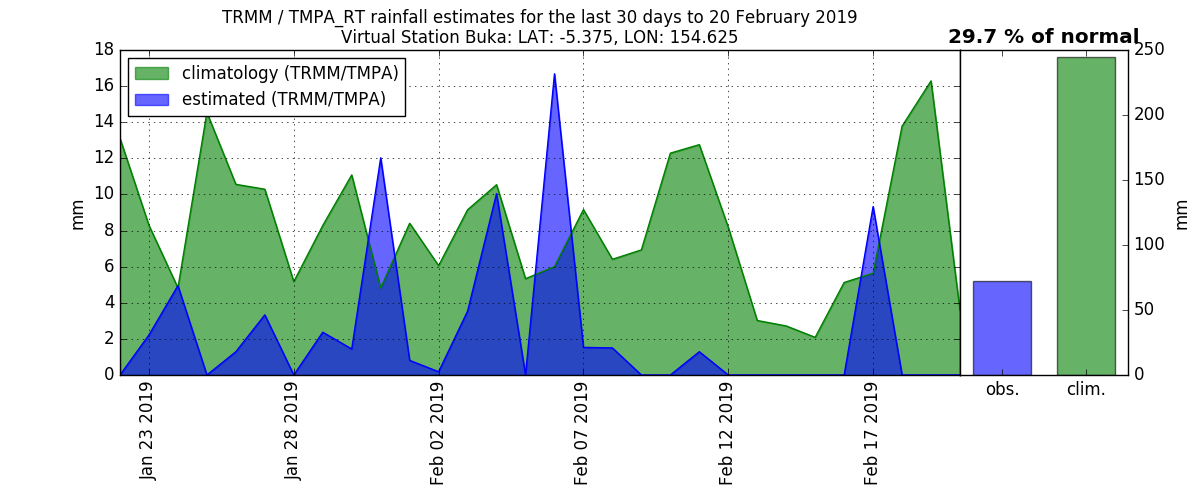 TRMM / TMPA_RT rainfall estimates for the last 30 days to 20 February 2019
Virtual Station Buka: LAT: -5.375, LON: 154.625
29.7 % of normal
climatology (TRMM/TMPA)
estimated (TRMM/TMPA)
18
16
14
12
10
8
6
4
2
0
mm
Jan 23 2019
Jan 28 2019
Feb 02 2019
Feb 07 2019
Feb 12 2019
Feb 17 2019
obs.
clim.
250
200
150
100
50
0
mm